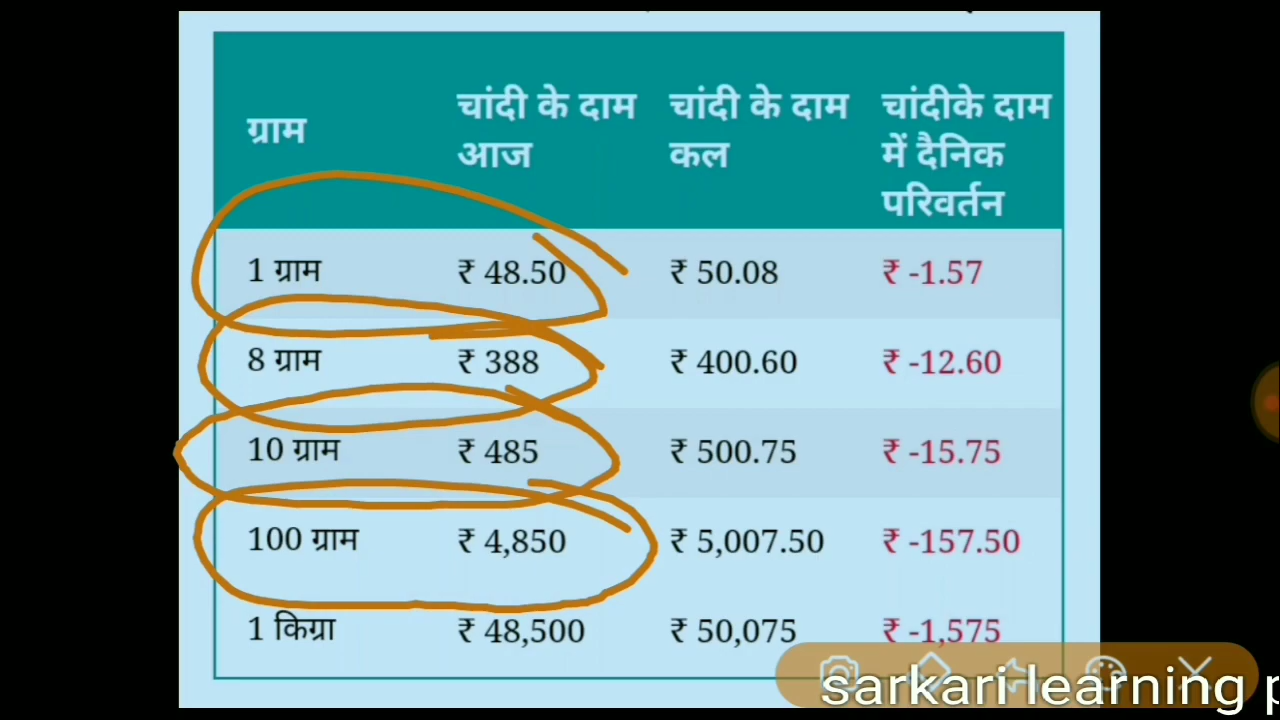 ग्राम चांदी के दाम आज चांदी के दाम कल चांदीके दाम में दैनिक परिवर्तन
1 ग्राम ₹ 48.50 ₹ 50.08 ₹ -1.57
8 ग्राम ₹ 388 ₹ 400.60 ₹ -12.60
10 ग्राम ₹ 485 ₹ 500.75 ₹ -15.75
100 ग्राम ₹ 4,850 ₹ 5,007.50 ₹ -157.50
1 किग्रा ₹ 48,500 ₹ 50,075 ₹ -1,575
sarkari learning p